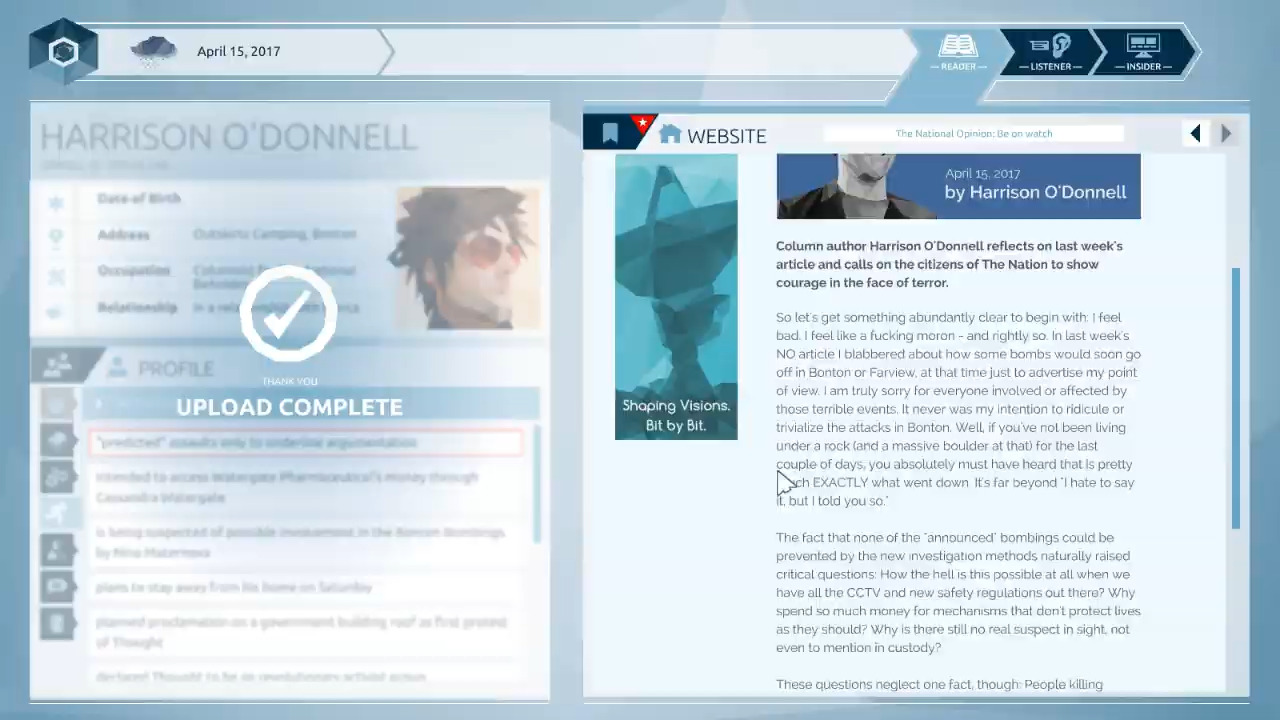 April 15, 2017
READER
LISTENER
INSIDER
HARRISON O'DONNELL
Date of Birth
Address
Outskirts Camping, Bonton
Occupation
Relationship
In a
PROFILE
THANK YOU
UPLOAD COMPLETE
"predicted" assaults only to underline argumentation
intended to access Watergate Pharmaceutical's money through
Cassandra Watergate
is being suspected of possible involvement in the Bonton Bombings
by Nina Maternova
plans to stay away from his home on Saturday
planned proclamation on a government building roof as first protest
of Thought
declared Thought to be an revolutionary activist group
WEBSITE
The National Opinion: Be on watch
Shaping Visions.
Bit by Bit.
April 15, 2017
by Harrison O'Donnell
Column author Harrison O'Donnell reflects on last week's
article and calls on the citizens of The Nation to show
courage in the face of terror.
So let's get something abundantly clear to begin with: I feel
bad. I feel like a fucking moron - and rightly so. In last week's
NO article I blabbered about how some bombs would soon go
off in Bonton or Farview, at that time just to advertise my point
of view. I am truly sorry for everyone involved or affected by
those terrible events. It never was my intention to ridicule or
trivialize the attacks in Bonton. Well, if you've not been living
under a rock (and a massive boulder at that) for the last
couple of days, you absolutely must have heard that is pretty
ch EXACTLY what went down. It's far beyond "I hate to say
it, but I told you so."
The fact that none of the "announced" bombings could be
prevented by the new investigation methods naturally raised
critical questions: How the hell is this possible at all when we
have all the CCTV and new safety regulations out there? Why
spend so much money for mechanisms that don't protect lives
as they should? Why is there still no real suspect in sight, not
even to mention in custody?
These questions neglect one fact, though: People killing